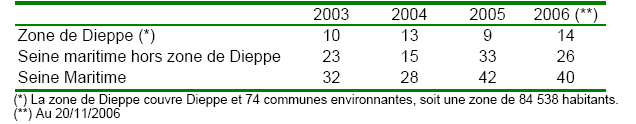 2003 2004 2005 2006 (**)
Zone de Dieppe (*) 10 13 9 14
Seine maritime hors zone de Dieppe 23 15 33 26
Seine Maritime 32 28 42 40
(*) La zone de Dieppe couvre Dieppe et 74 communes environnantes, soit une zone de 84 538 habitants.
(**) Au 20/11/2006